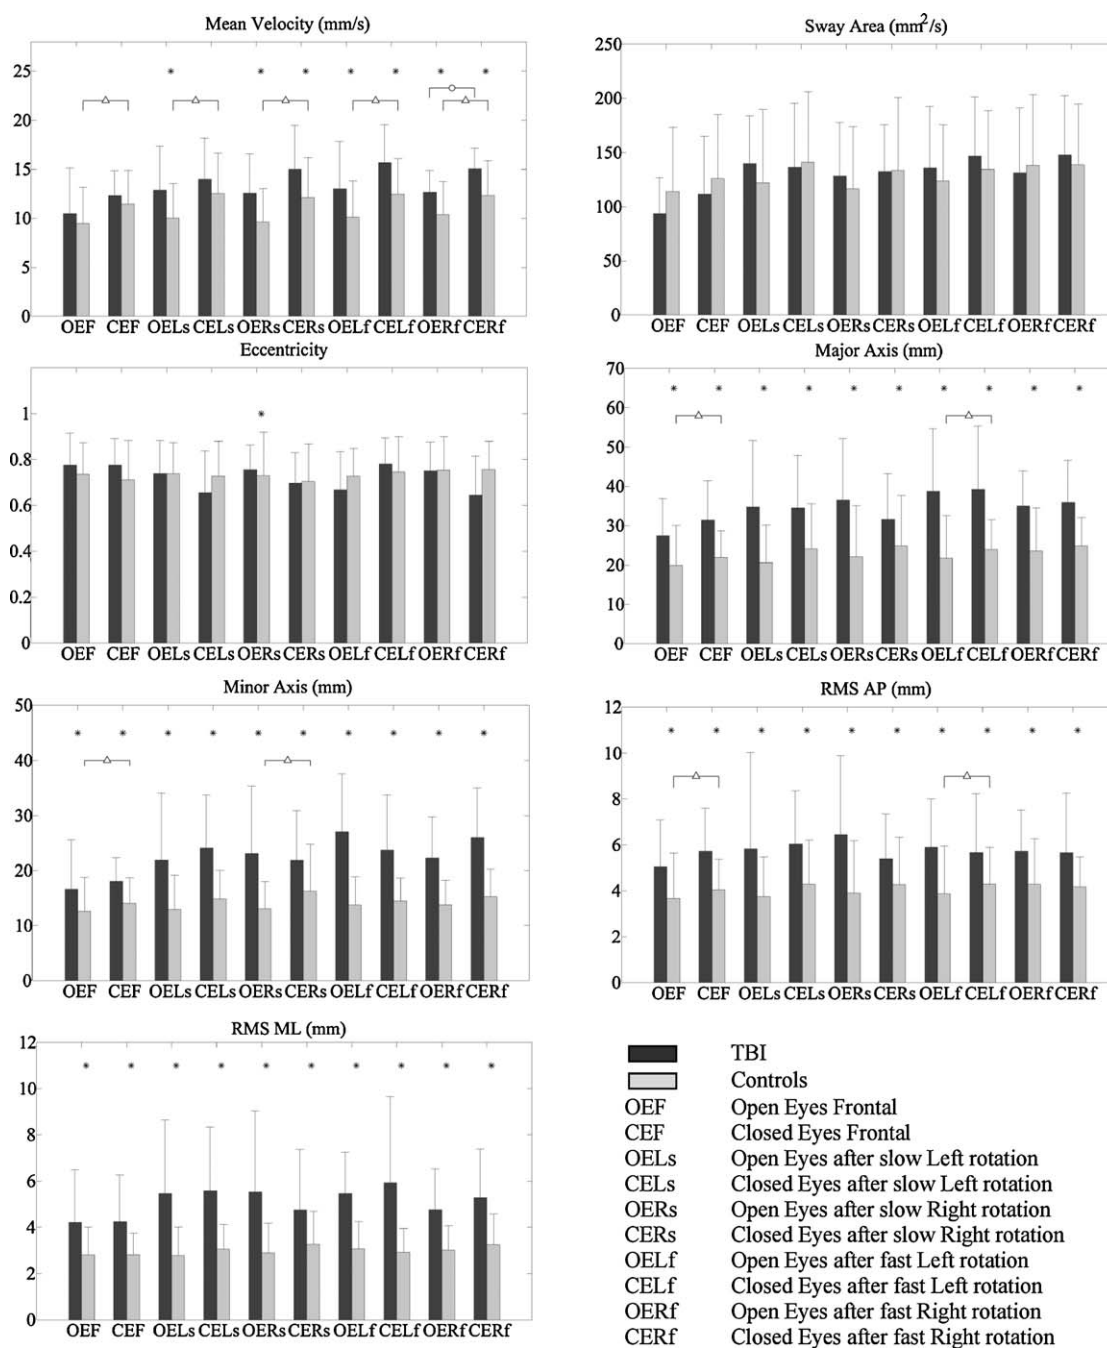 Mean Velocity (mm/s)
25
20
15
10
5
0
OEF CEF OELs CELs OERs CERs OELf CELf OERf CERf
Sway Area (mm²/s)
250
200
150
100
50
0
OEF CEF OELs CELs OERs CERs OELf CELf OERf CERf
Eccentricity
1
0.8
0.6
0.4
0.2
0
OEF CEF OELs CELs OERs CERs OELf CELf OERf CERf
Major Axis (mm)
70
60
50
40
30
20
10
0
OEF CEF OELs CELs OERs CERs OELf CELf OERf CERf
Minor Axis (mm)
50
40
30
20
10
0
OEF CEF OELs CELs OERs CERs OELf CELf OERf CERf
RMS AP (mm)
12
10
8
6
4
2
0
OEF CEF OELs CELs OERs CERs OELf CELf OERf CERf
RMS ML (mm)
12
10
8
6
4
2
0
OEF CEF OELs CELs OERs CERs OELf CELf OERf CERf
TBI
Controls
OEF Open Eyes Frontal
CEF Closed Eyes Frontal
OELs Open Eyes after slow Left rotation
CELs Closed Eyes after slow Left rotation
OERs Open Eyes after slow Right rotation
CERs Closed Eyes after slow Right rotation
OELf Open Eyes after fast Left rotation
CELf Closed Eyes after fast Left rotation
OERf Open Eyes after fast Right rotation
CERf Closed Eyes after fast Right rotation